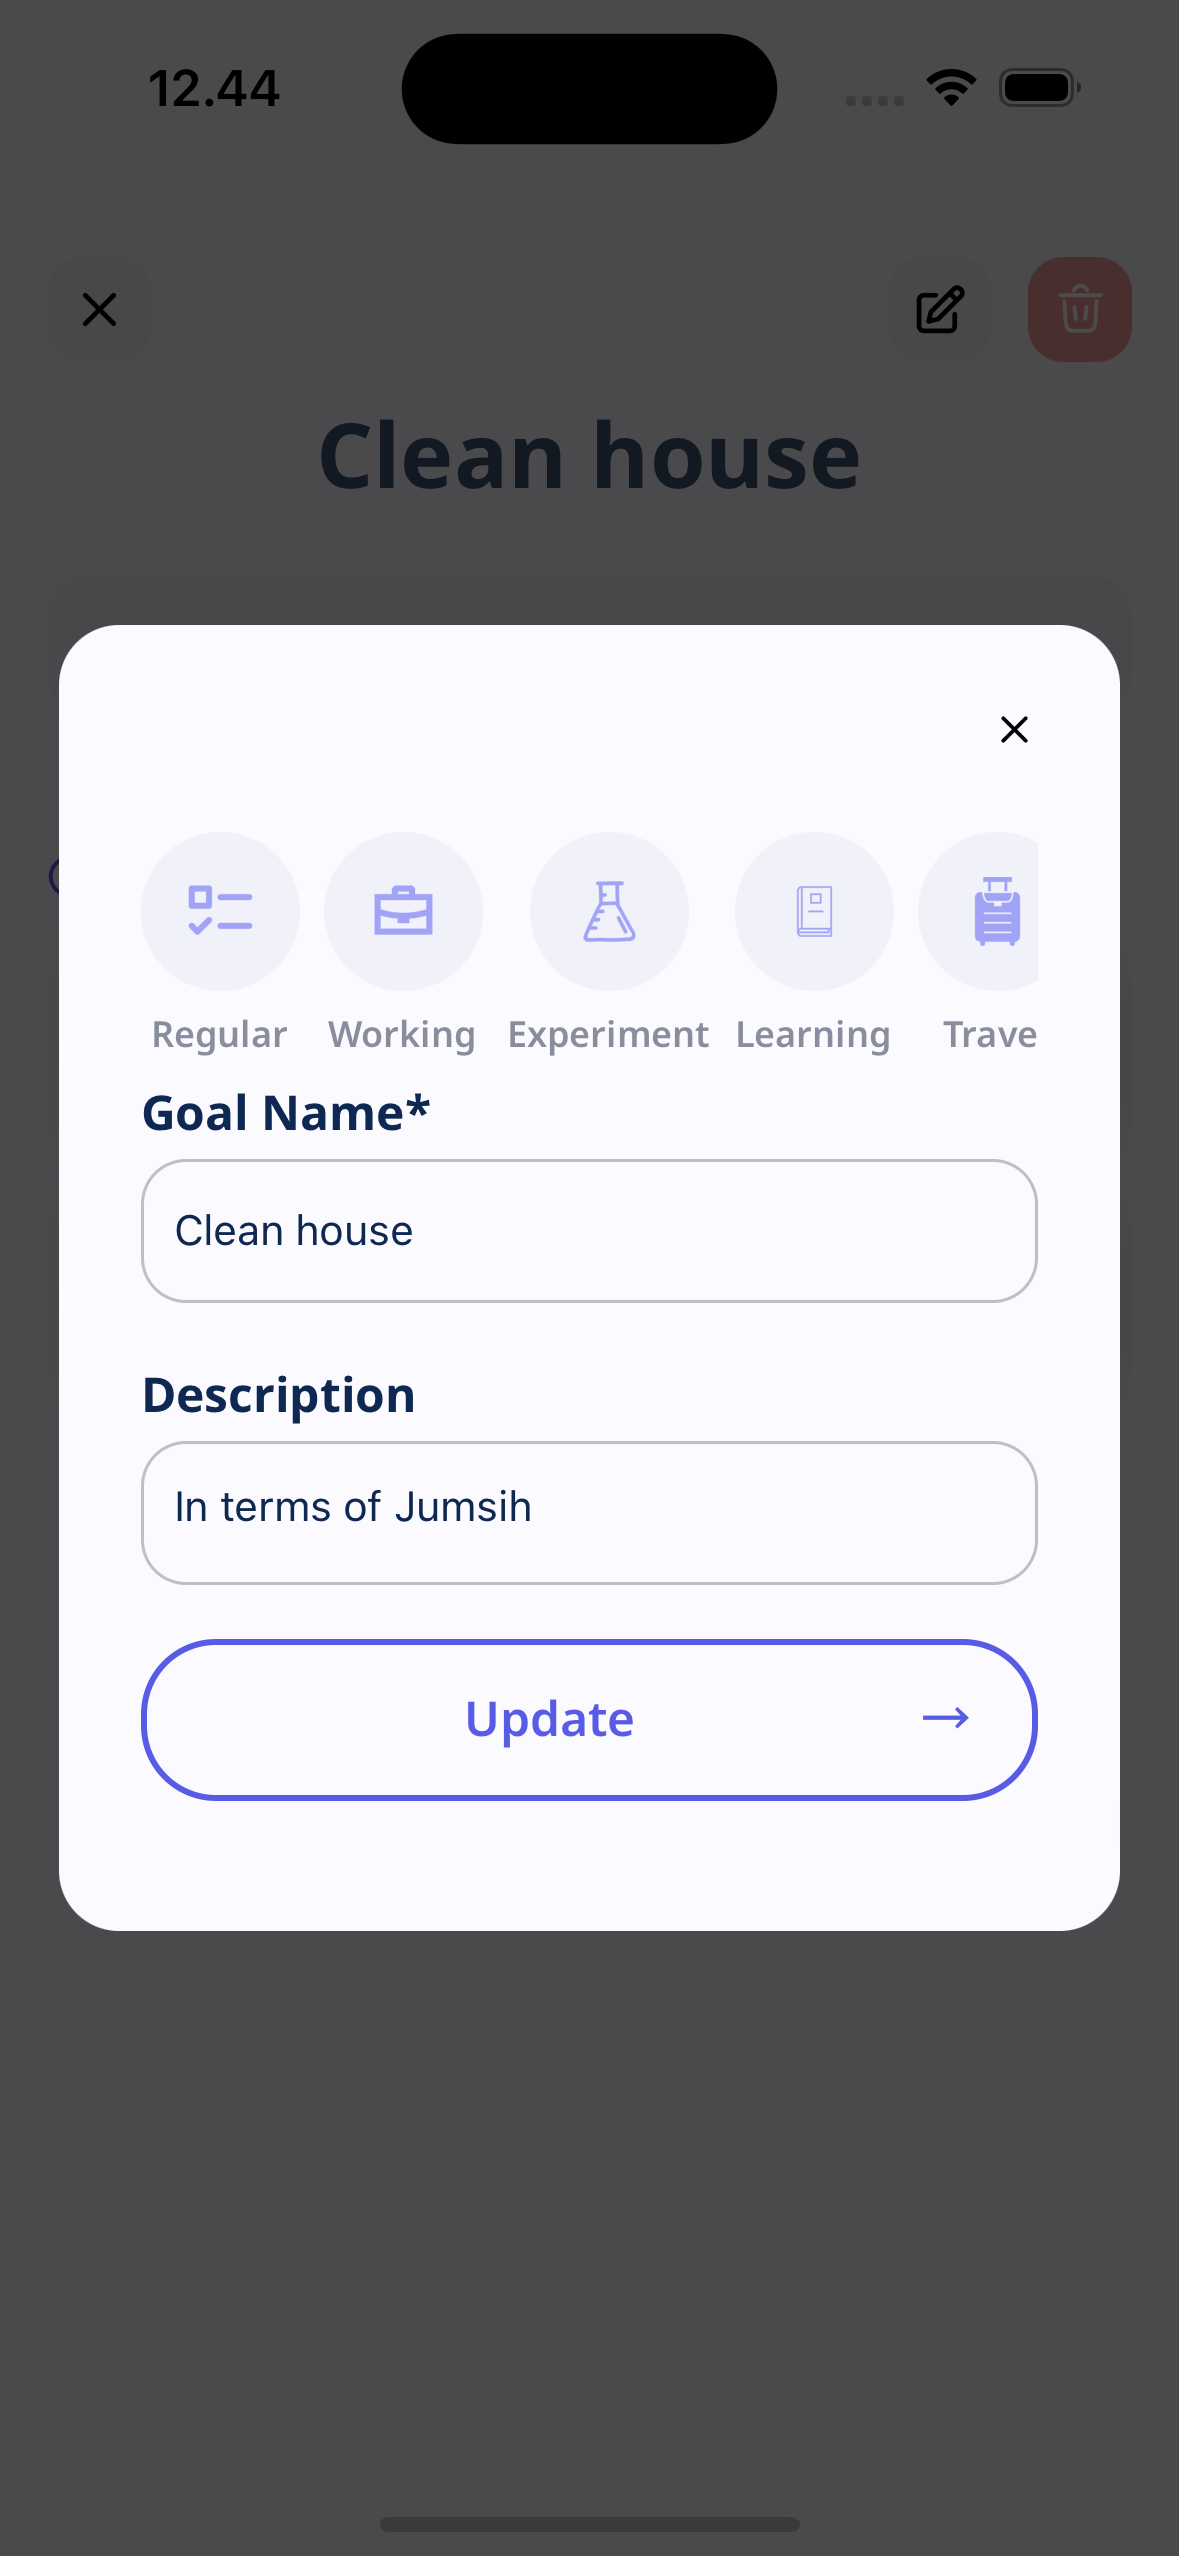 12.44
Clean house
Regular Working Experiment Learning Trave
Goal Name*
Clean house
Description
In terms of Jumsih
Update